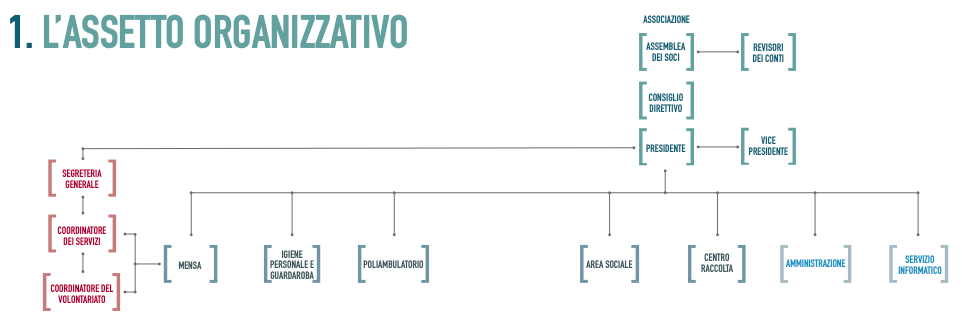 1. L'ASSETTO ORGANIZZATIVO
ASSOCIAZIONE
ASSEMBLEA
DEI SOCI
REVISORI
DEI CONTI
CONSIGLIO
DIRETTIVO
PRESIDENTE
VICE
PRESIDENTE
SEGRETERIA
GENERALE
COORDINATORE
DEI SERVIZI
COORDINATORE DEL
VOLONTARIATO
MENSA
IGIENE
PERSONALE E
GUARDAROBA
POLIAMBULATORIO
AREA SOCIALE
CENTRO
RACCOLTA
AMMINISTRAZIONE
SERVIZIO
INFORMATICO